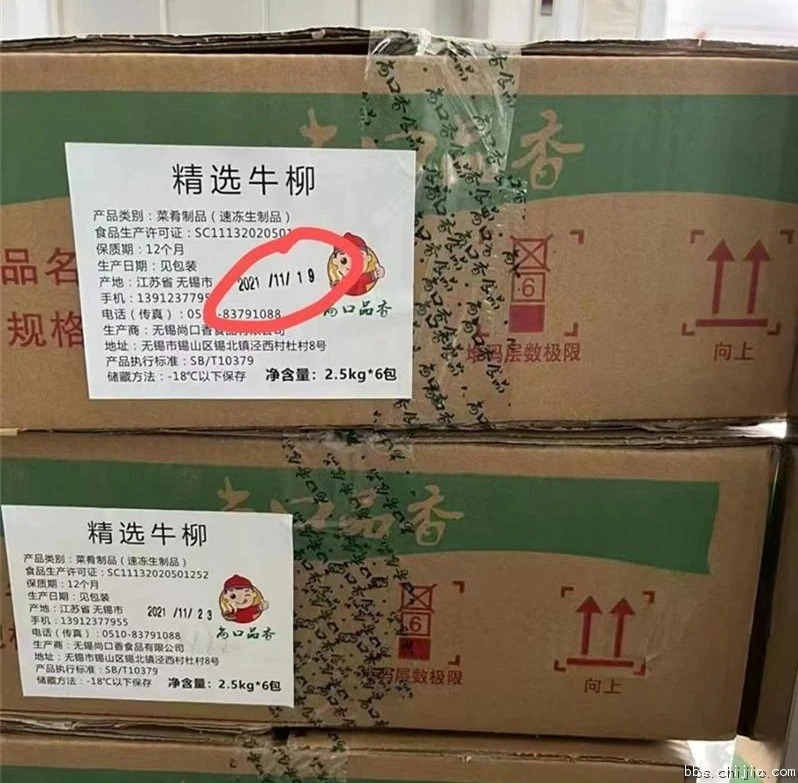 尚口品香
精选牛柳
产品类别：菜肴制品（速冻生制品）
食品生产许可证：SC11132020501
保质期：12个月
生产日期：见包装
2021 /11/ 19
产地：江苏省 无锡市
手机：1391237795
电话（传真）：0510-83791088
尚口品香
生产商：无锡尚口香食品有限公司
地址：无锡市锡山区锡北镇泾西村杜村8号
产品执行标准：SB/T10379
储藏方法：-18℃以下保存 净含量：2.5kg*6包
品名
规格
6
堆码层数极限
向上
尚口品香
精选牛柳
产品类别：菜肴制品（速冻生制品）
食品生产许可证：SC11132020501252
保质期：12个月
生产日期：见包装
产地：江苏省 无锡市 2021 /11/ 23
手机：13912377955
电话（传真）：0510-83791088
尚口品香
生产商：无锡尚口香食品有限公司
地址：无锡市锡山区锡北镇泾西村杜村8号
产品执行标准：SB/T10379
储藏方法：-18℃以下保存 净含量：2.5kg*6包
6
堆码层数极限
向上
bbs.chijio.com